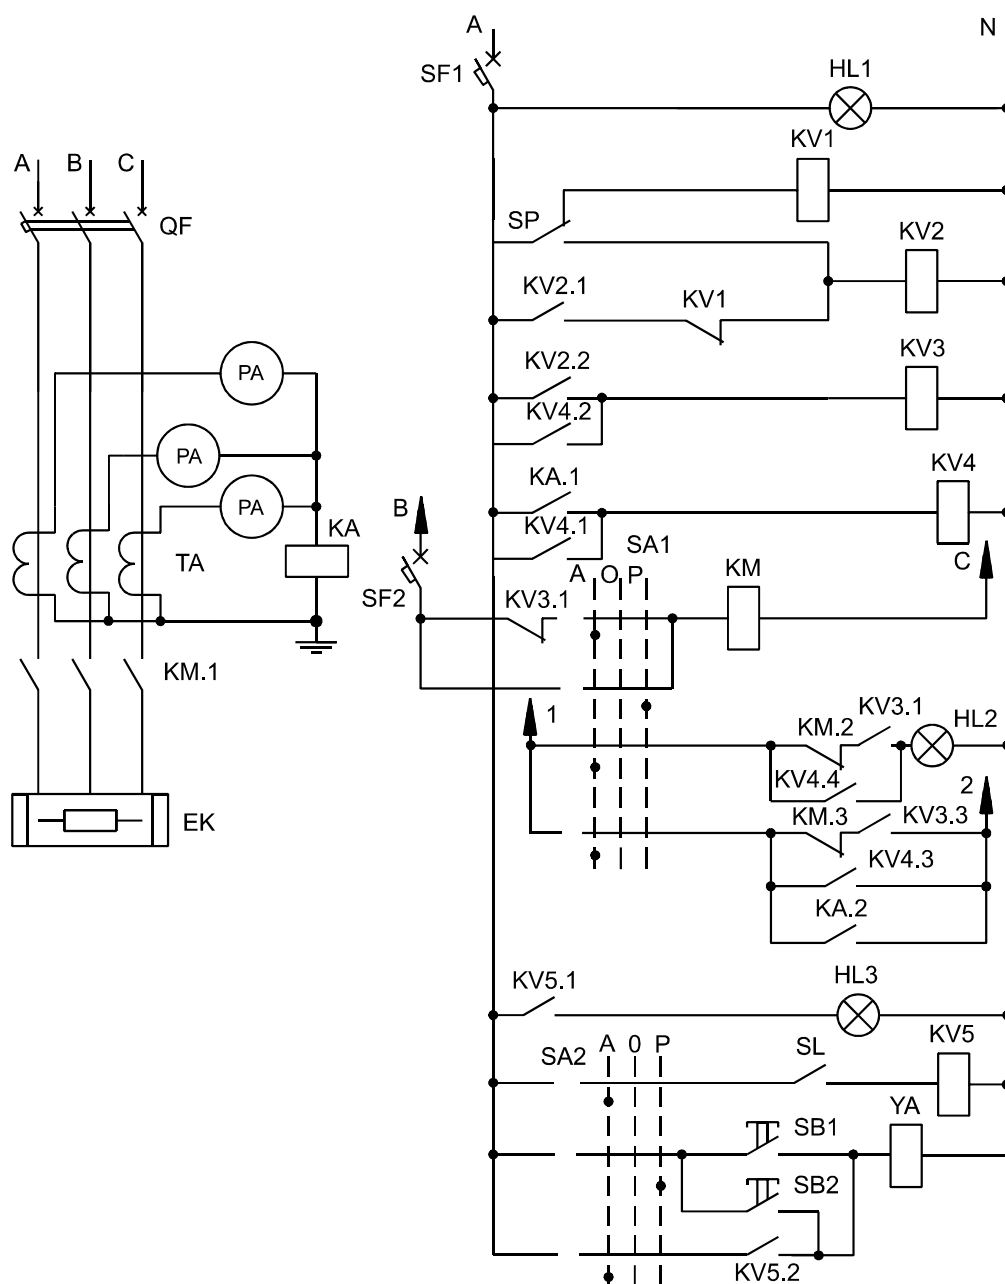 A N
SF1
HL1
KV1
A B C
QF
SP
KV2
KV2.1 KV1
KV2.2
KV3
PA
KV4.2
PA
KA.1
KV4
PA
B
KV4.1
KA
SA1
TA
A O P
KM
C
SF2
KV3.1
KM.1
1
KV3.1
HL2
KM.2
KV4.4
2
EK
KM.3
KV3.3
KV4.3
KA.2
KV5.1
HL3
SA2
A 0 P
SL
KV5
YA
SB1
SB2
KV5.2